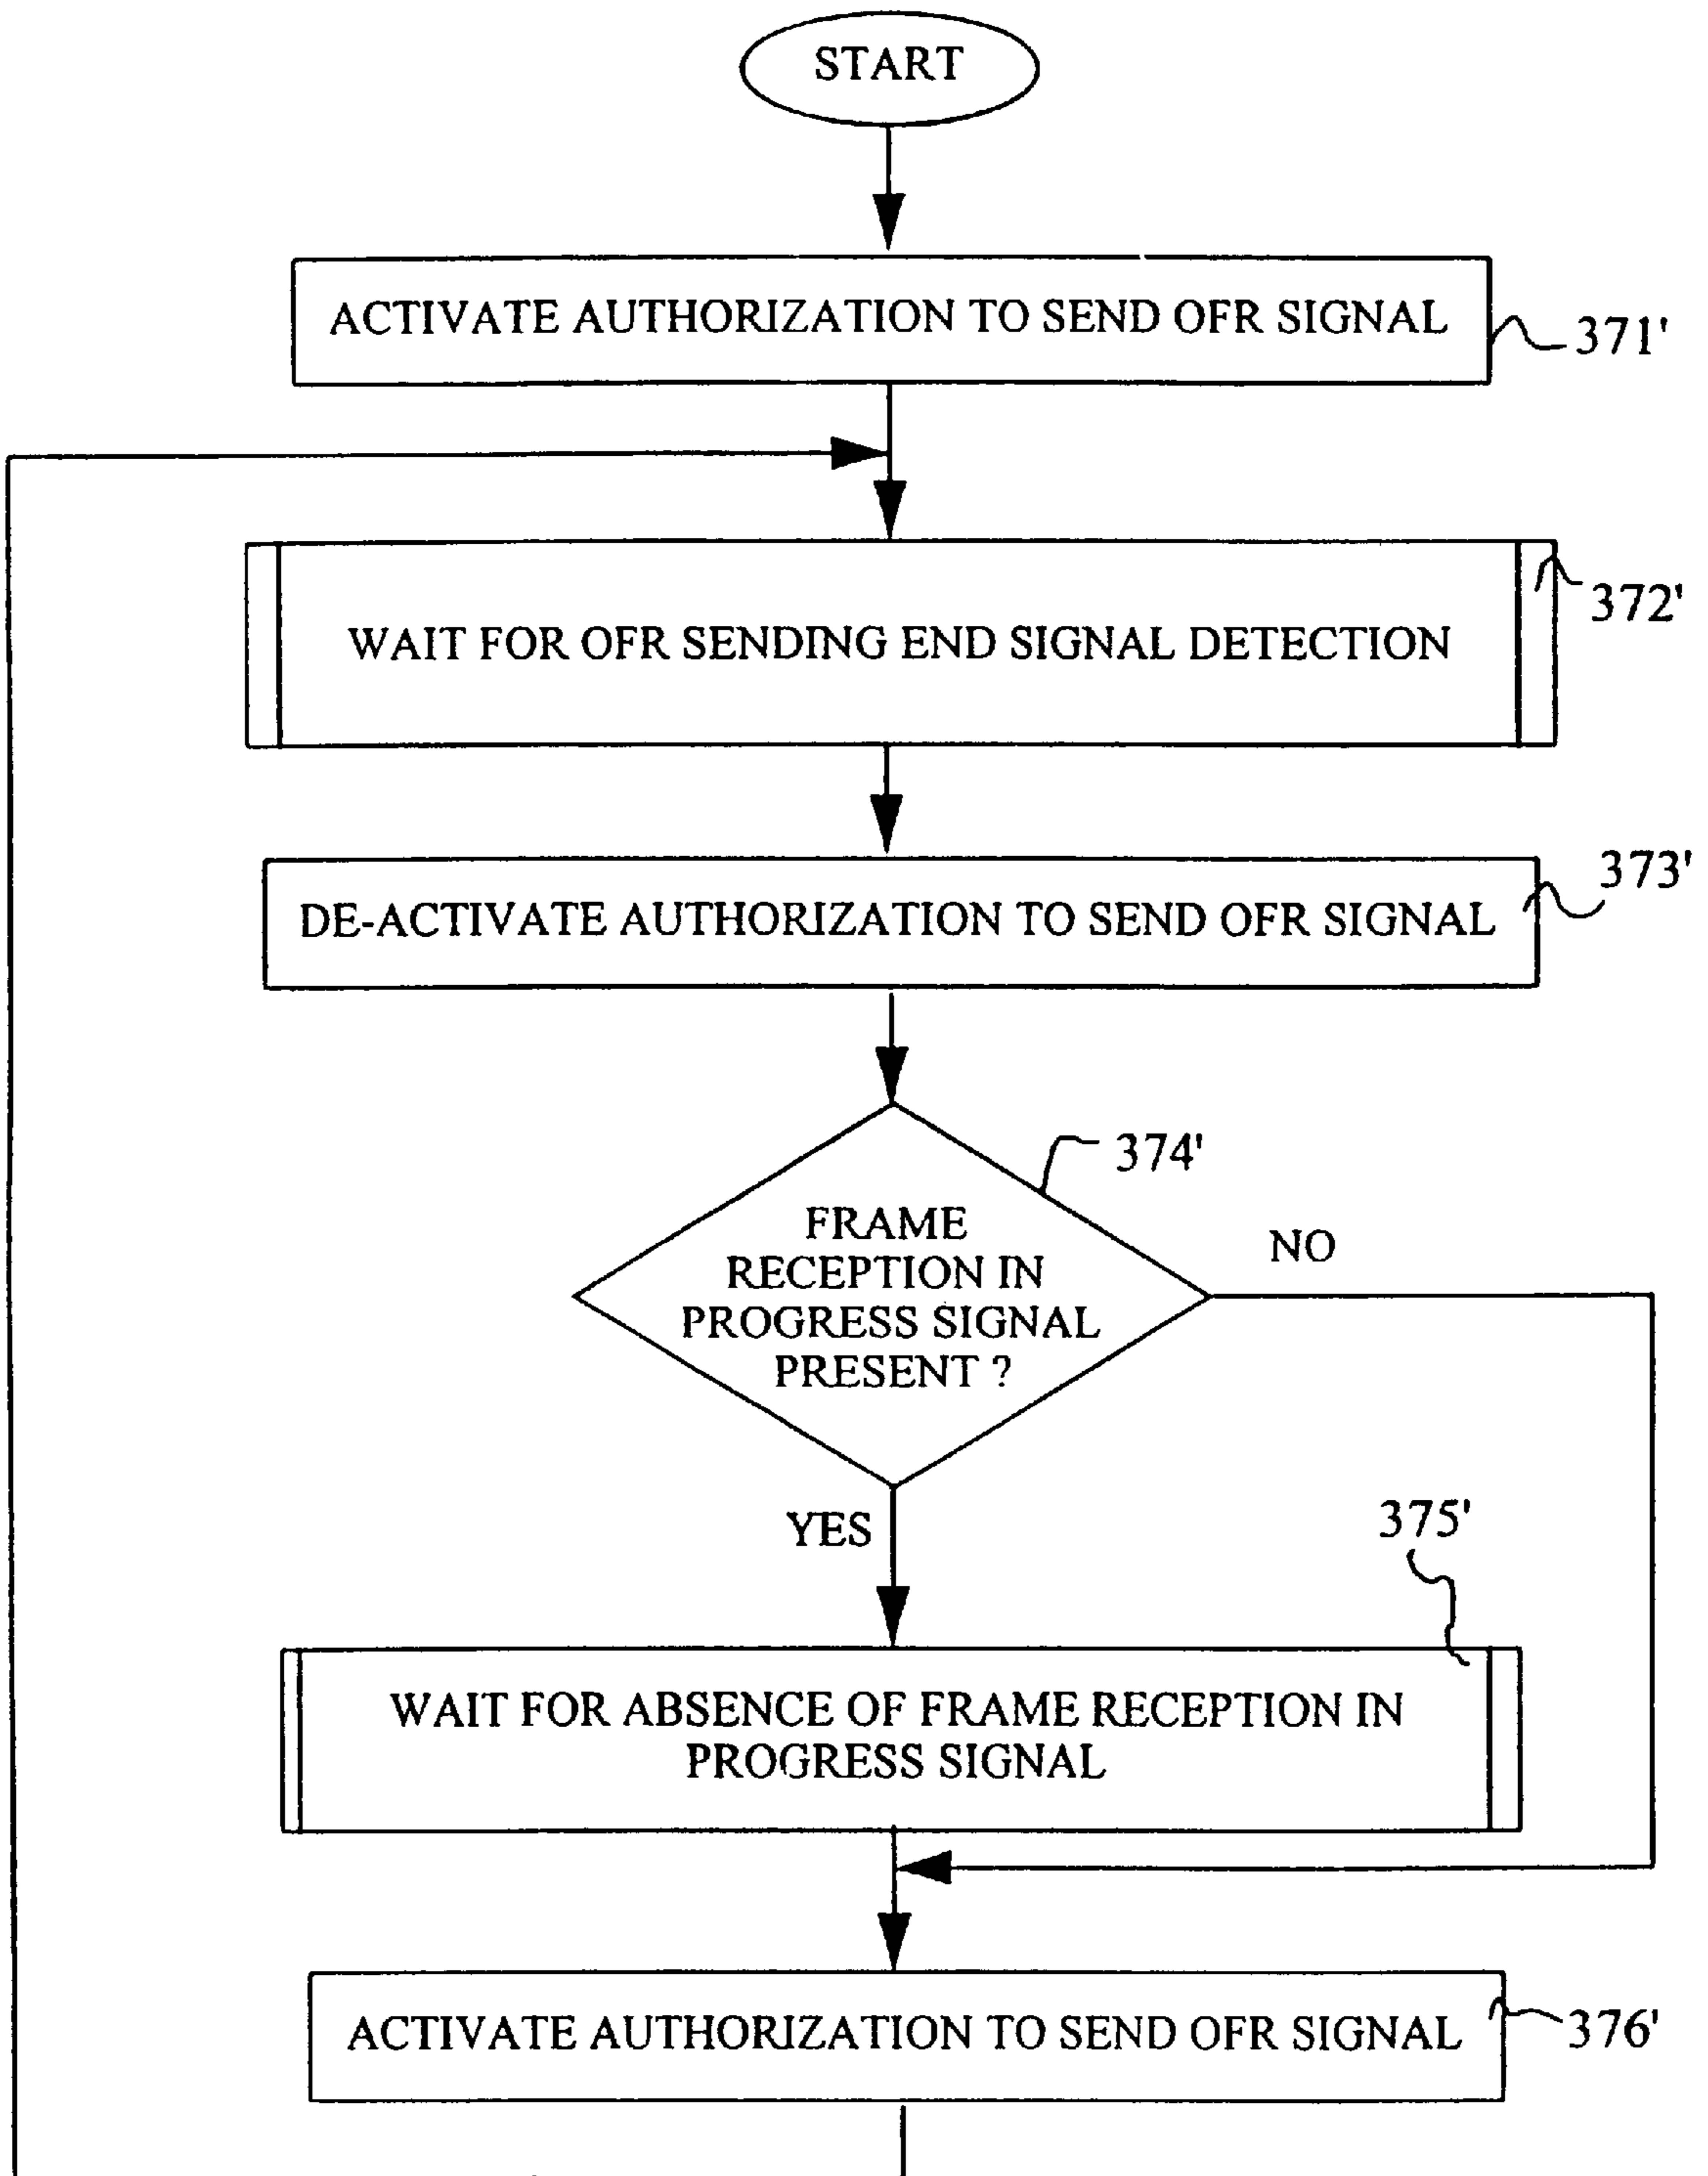 START
ACTIVATE AUTHORIZATION TO SEND OFR SIGNAL
371'
WAIT FOR OFR SENDING END SIGNAL DETECTION
372'
DE-ACTIVATE AUTHORIZATION TO SEND OFR SIGNAL
373'
374'
FRAME
RECEPTION IN
PROGRESS SIGNAL
PRESENT ?
NO
YES
375'
WAIT FOR ABSENCE OF FRAME RECEPTION IN
PROGRESS SIGNAL
ACTIVATE AUTHORIZATION TO SEND OFR SIGNAL
376'